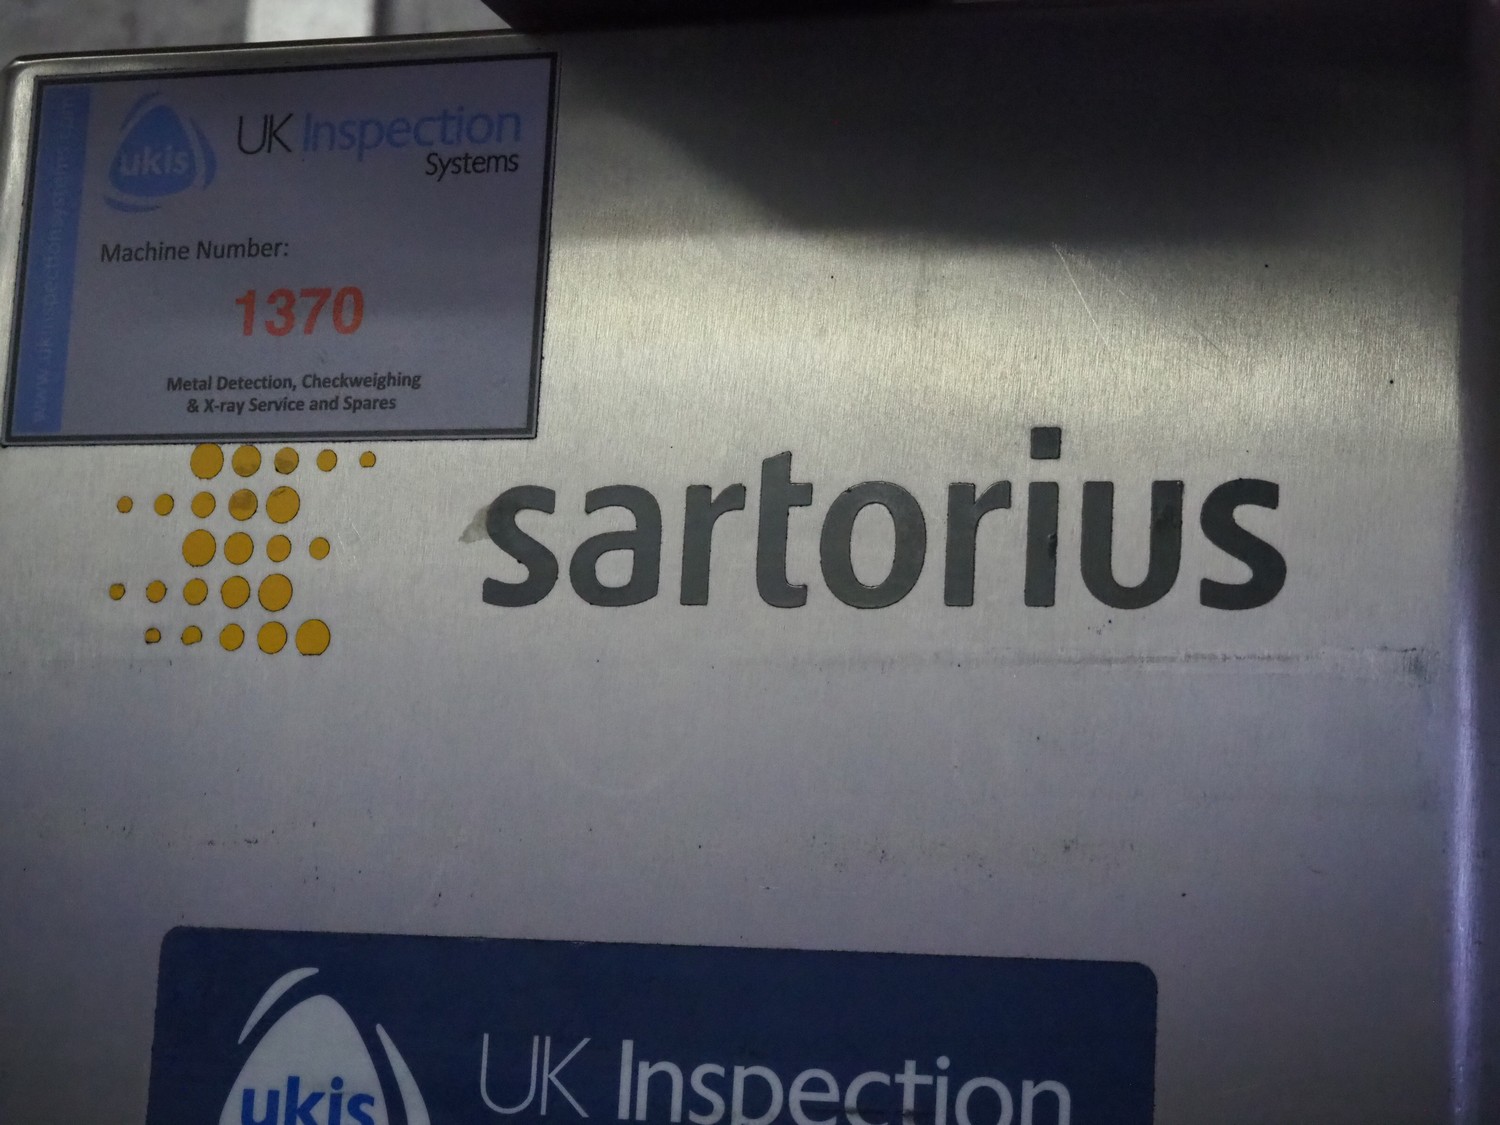 ukis
UK Inspection
Systems
Machine Number:
1370
Metal Detection, Checkweighing
& X-ray Service and Spares
sartorius
ukis
UK Inspection